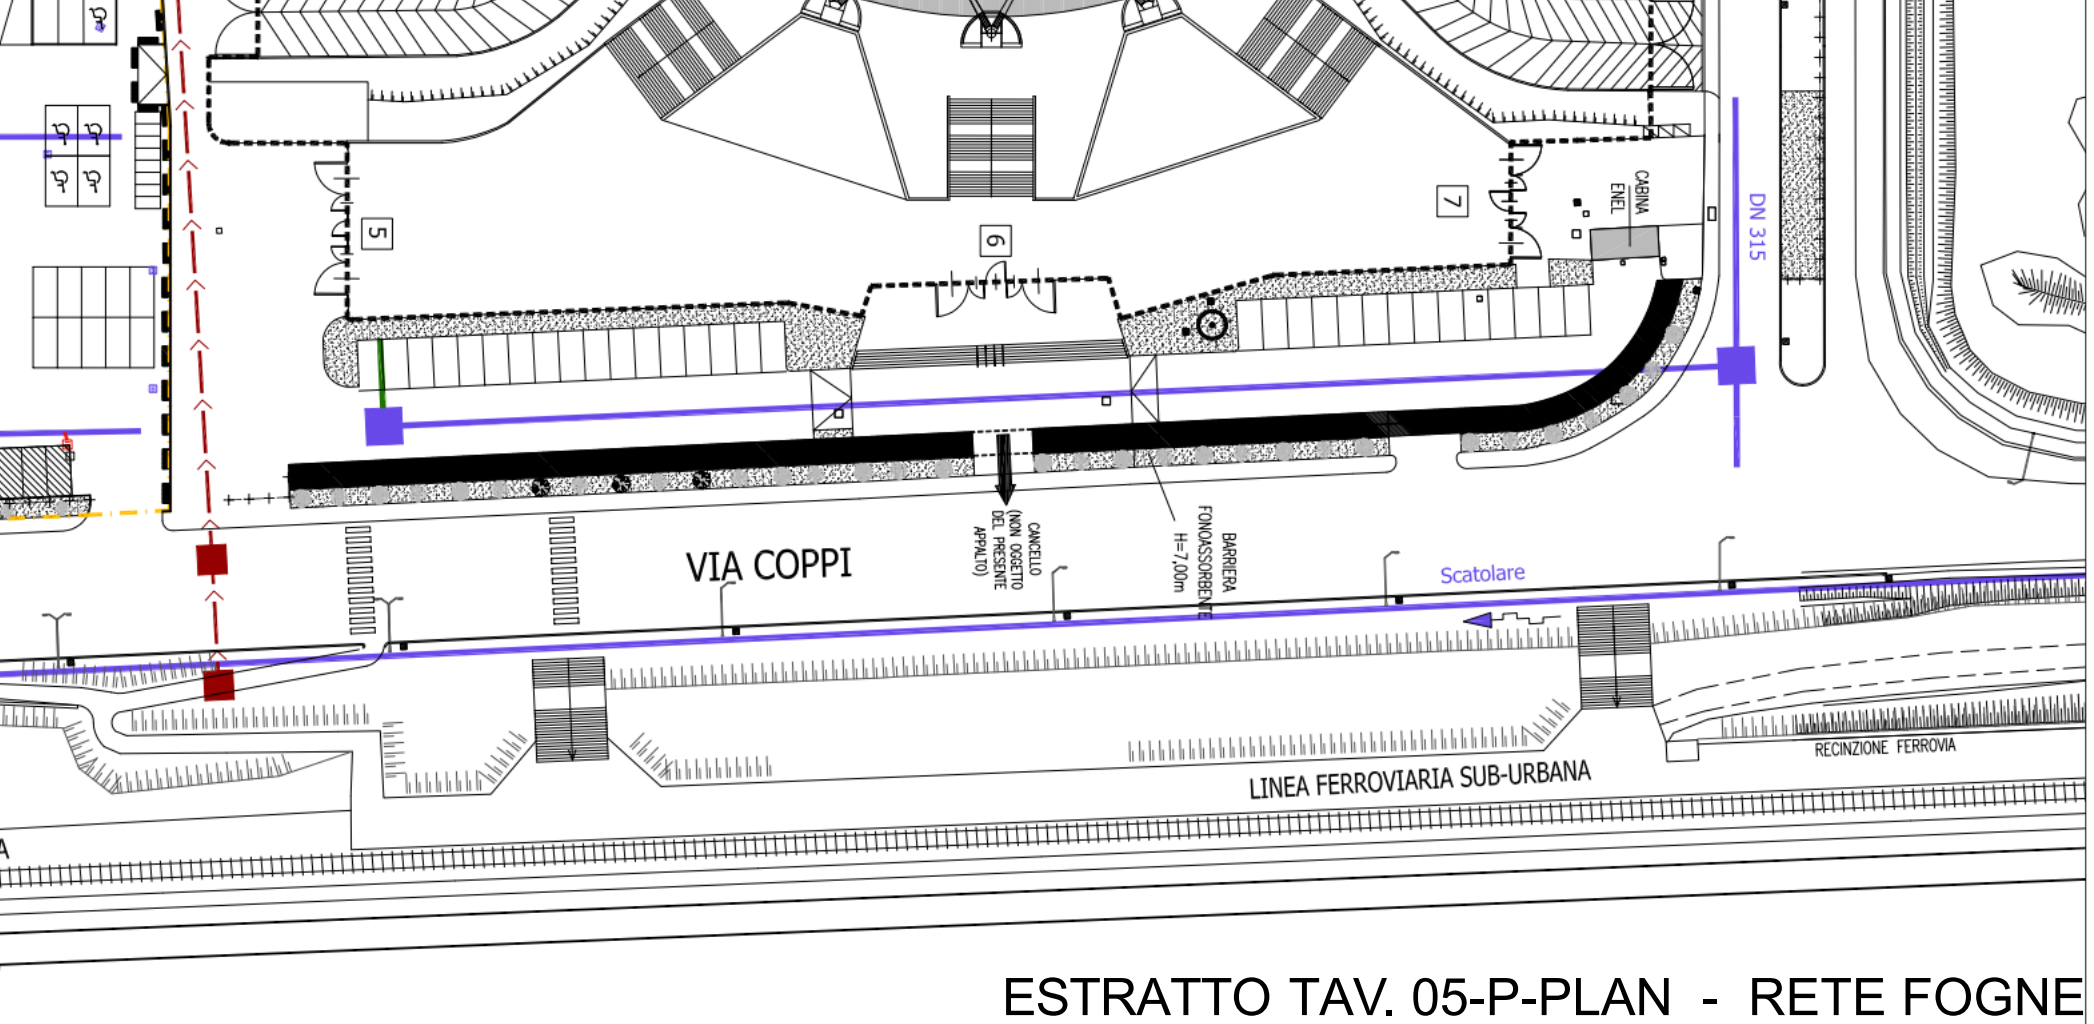 CABINA
ENEL
DN 315
7
5
6
VIA COPPI
CANCELLO
(NON OGGETTO
DEL PRESENTE
APPALTO)
BARRIERA
FONOASSORBENTE
H=7,00m
Scatolare
RECINZIONE FERROVIA
LINEA FERROVIARIA SUB-URBANA
A
ESTRATTO TAV. 05-P-PLAN - RETE FOGNE